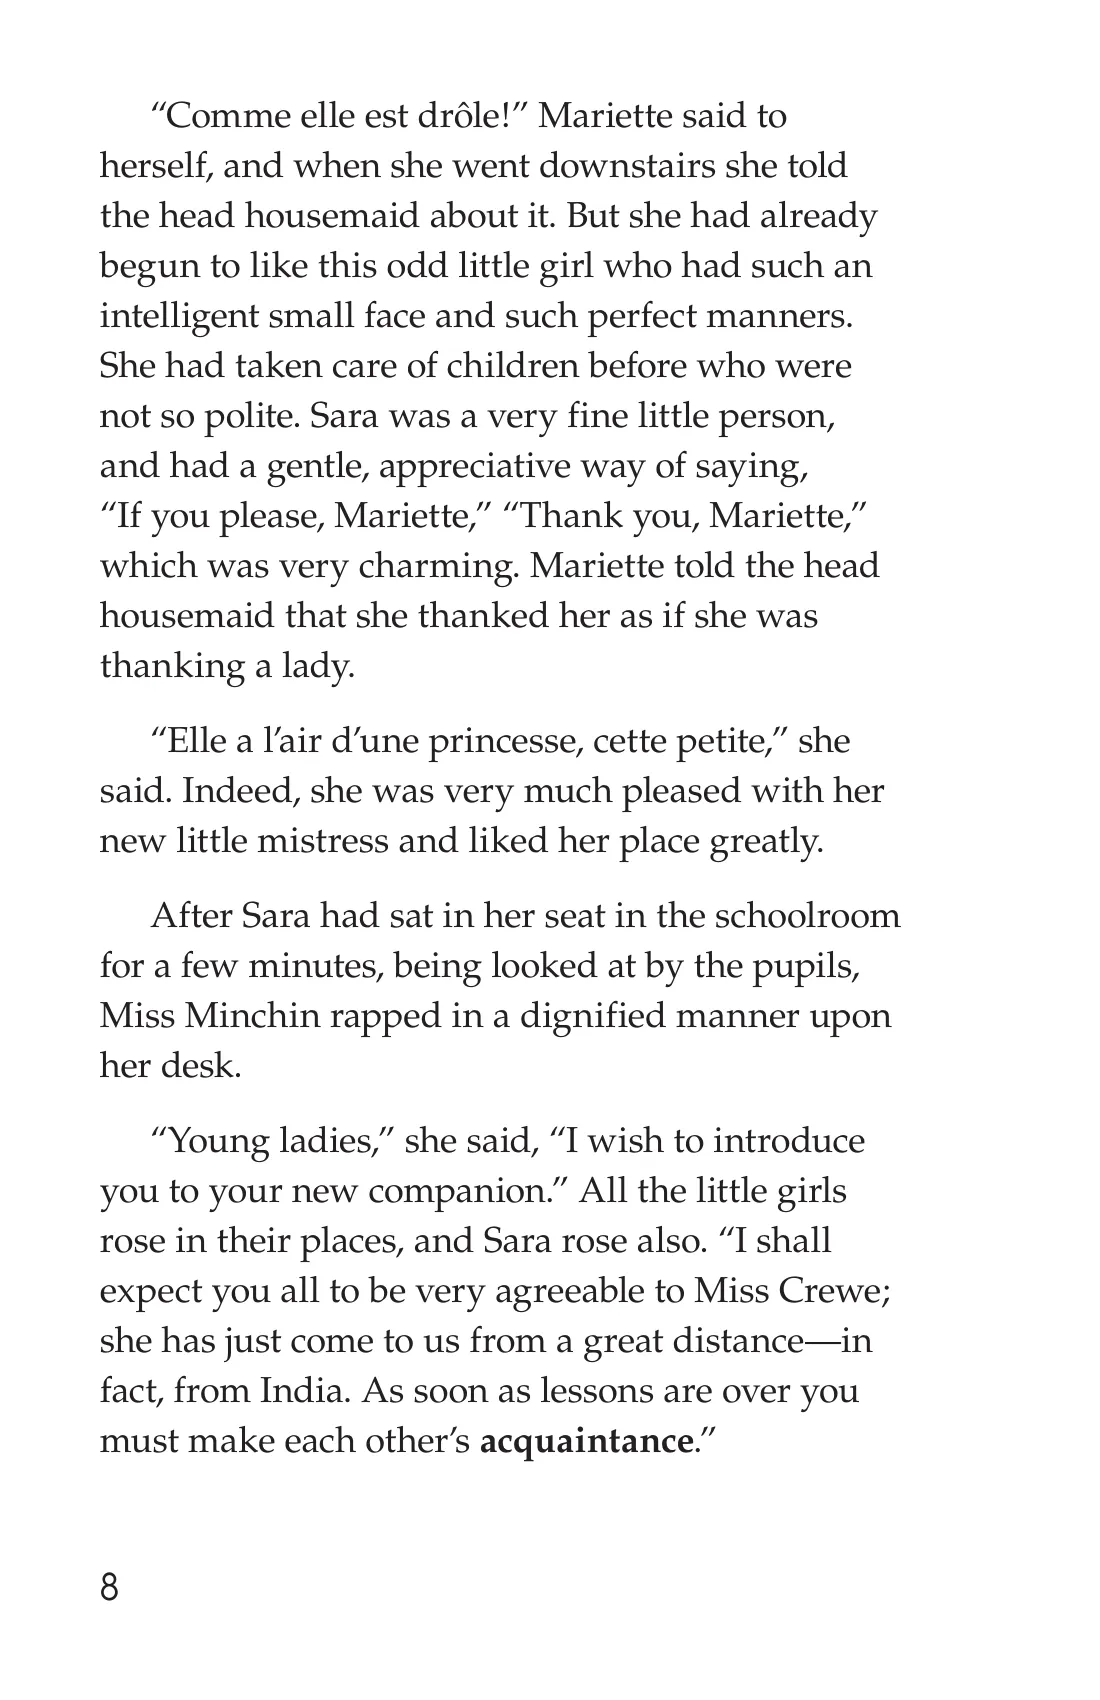 “Comme elle est drôle!” Mariette said to
herself, and when she went downstairs she told
the head housemaid about it. But she had already
begun to like this odd little girl who had such an
intelligent small face and such perfect manners.
She had taken care of children before who were
not so polite. Sara was a very fine little person,
and had a gentle, appreciative way of saying,
“If you please, Mariette,” “Thank you, Mariette,”
which was very charming. Mariette told the head
housemaid that she thanked her as if she was
thanking a lady.
“Elle a l’air d’une princesse, cette petite,” she
said. Indeed, she was very much pleased with her
new little mistress and liked her place greatly.
After Sara had sat in her seat in the schoolroom
for a few minutes, being looked at by the pupils,
Miss Minchin rapped in a dignified manner upon
her desk.
“Young ladies,” she said, “I wish to introduce
you to your new companion.” All the little girls
rose in their places, and Sara rose also. “I shall
expect you all to be very agreeable to Miss Crewe;
she has just come to us from a great distance—in
fact, from India. As soon as lessons are over you
must make each other’s acquaintance.”
8